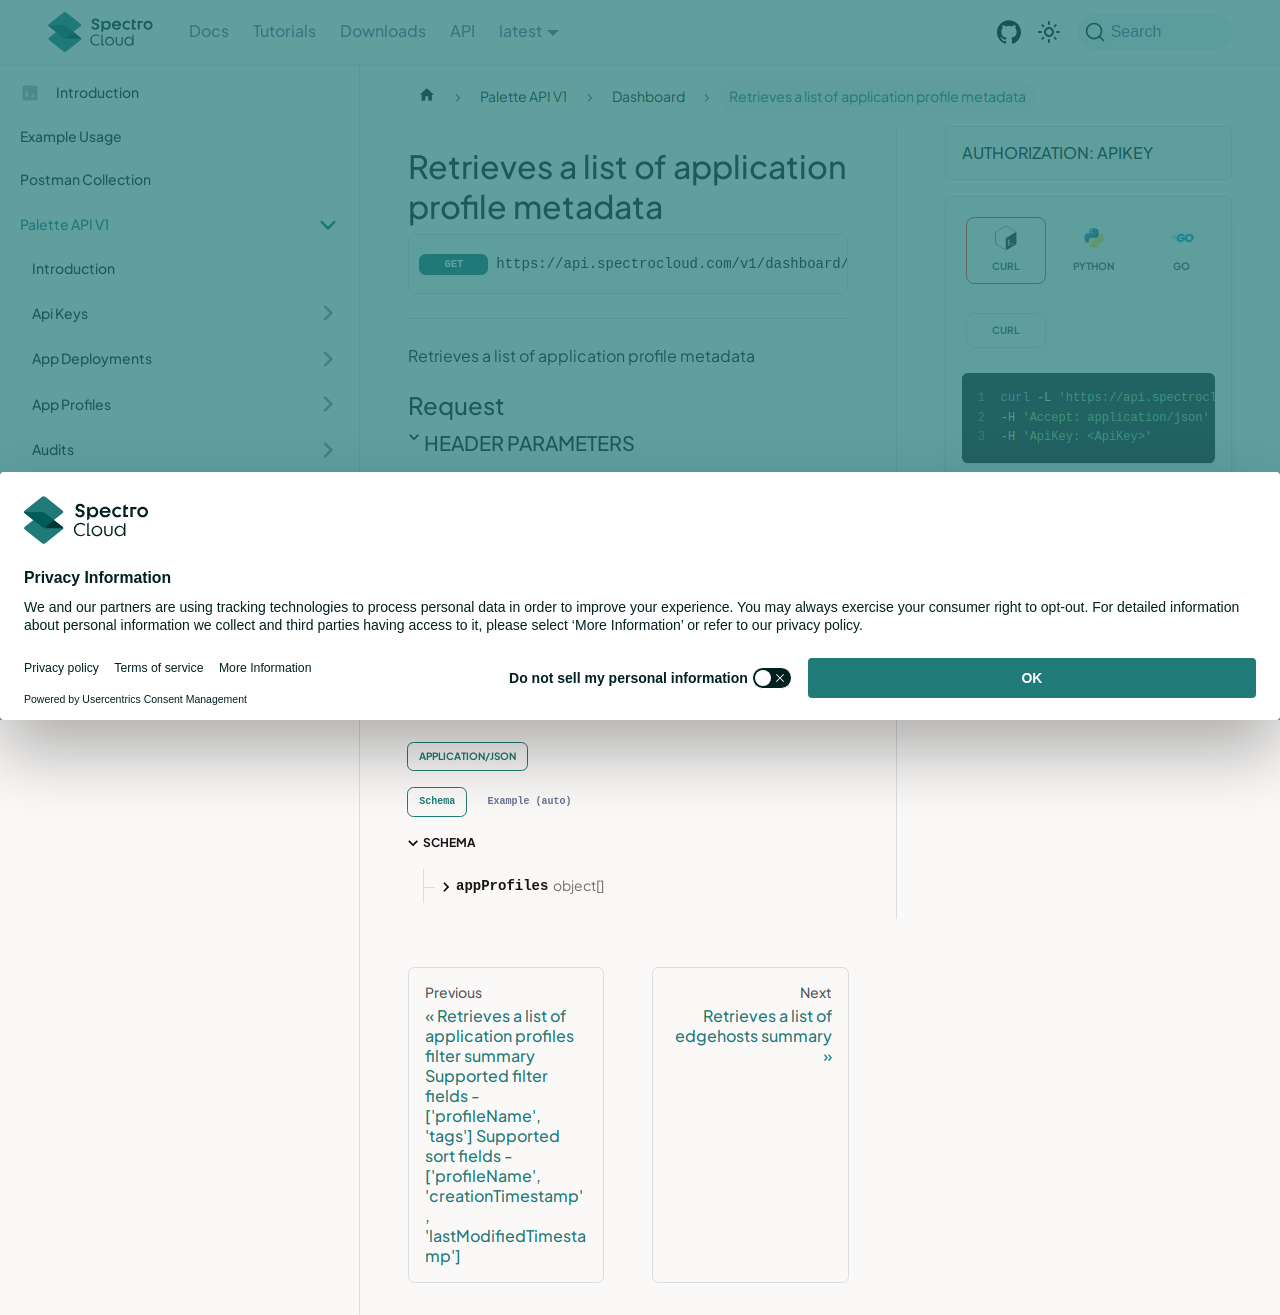 Spectro
Cloud
Docs
Tutorials
Downloads
API
latest
Search
Introduction
Example Usage
Postman Collection
Palette API V1
Introduction
Api Keys
App Deployments
App Profiles
Audits
Palette API V1
Dashboard
Retrieves a list of application profile metadata
Retrieves a list of application
profile metadata
GET https://api.spectrocloud.com/v1/dashboard/
Retrieves a list of application profile metadata
Request
HEADER PARAMETERS
AUTHORIZATION: APIKEY
CURL
PYTHON
GO
CURL
1 curl -L 'https://api.spectrocl
2 -H 'Accept: application/json'
3 -H 'ApiKey: <ApiKey>'
Spectro
Cloud
Privacy Information
We and our partners are using tracking technologies to process personal data in order to improve your experience. You may always exercise your consumer right to opt-out. For detailed information
about personal information we collect and third parties having access to it, please select ‘More Information’ or refer to our privacy policy.
Privacy policy
Terms of service
More Information
Do not sell my personal information
OK
Powered by Usercentrics Consent Management
APPLICATION/JSON
Schema
Example (auto)
SCHEMA
appProfiles object[]
Previous
« Retrieves a list of
application profiles
filter summary
Supported filter
fields -
['profileName',
'tags'] Supported
sort fields -
['profileName',
'creationTimestamp'
,
'lastModifiedTimesta
mp']
Next
Retrieves a list of
edgehosts summary
»